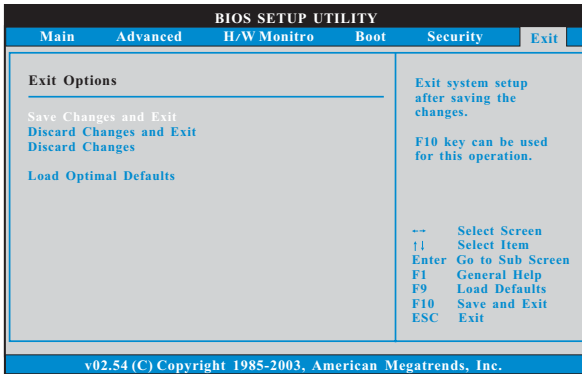 BIOS SETUP UTILITY
Main Advanced H/W Monitro Boot Security Exit
Exit Options
Save Changes and Exit
Discard Changes and Exit
Discard Changes
Load Optimal Defaults
Exit system setup
after saving the
changes.
F10 key can be used
for this operation.
←→ Select Screen
↑↓ Select Item
Enter Go to Sub Screen
F1 General Help
F9 Load Defaults
F10 Save and Exit
ESC Exit
v02.54 (C) Copyright 1985-2003, American Megatrends, Inc.